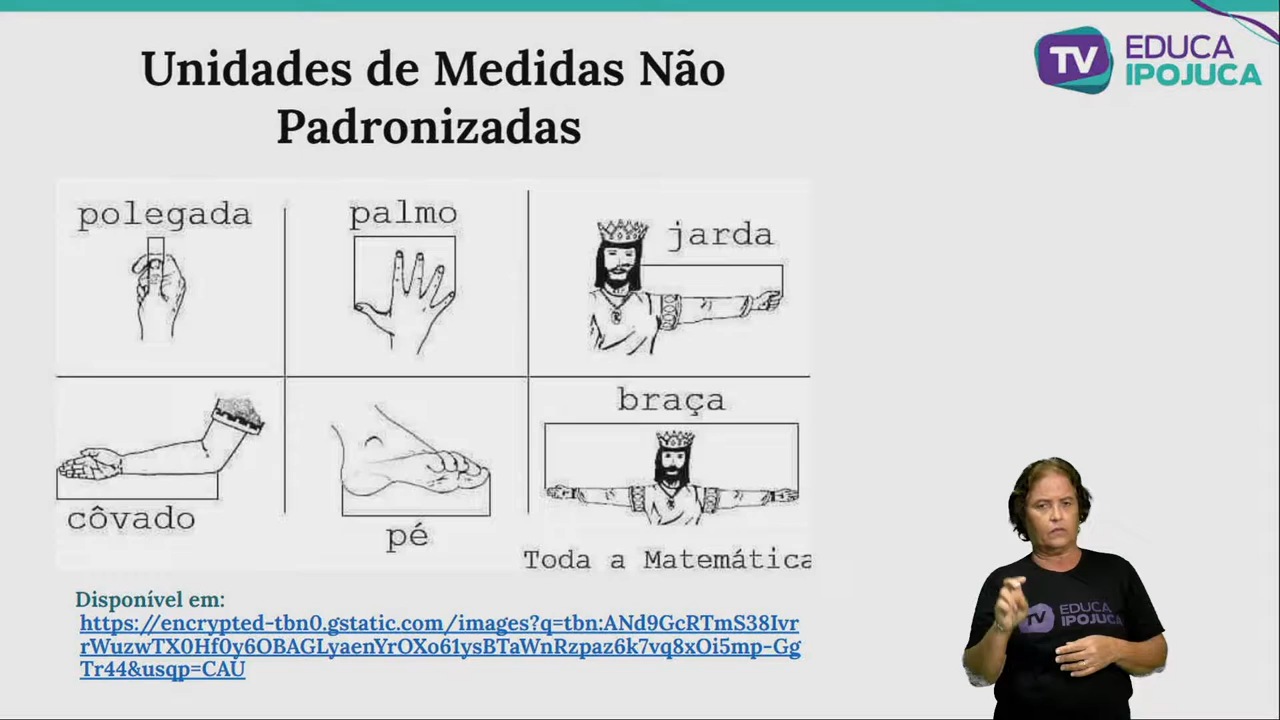 Unidades de Medidas Não
Padronizadas
TV EDUCA
IPOJUCA
polegada
palmo
jarda
côvado
pé
braça
Toda a Matemática
Disponível em:
https://encrypted-tbn0.gstatic.com/images?q=tbn:ANd9GcRTmS38Ivr
rWuzwTX0Hf0y6OBAGLyaenYrOXo61ysBTaWnRzpaz6k7vq8xOi5mp-Gg
Tr44&usqp=CAU
TV EDUCA
IPOJUCA